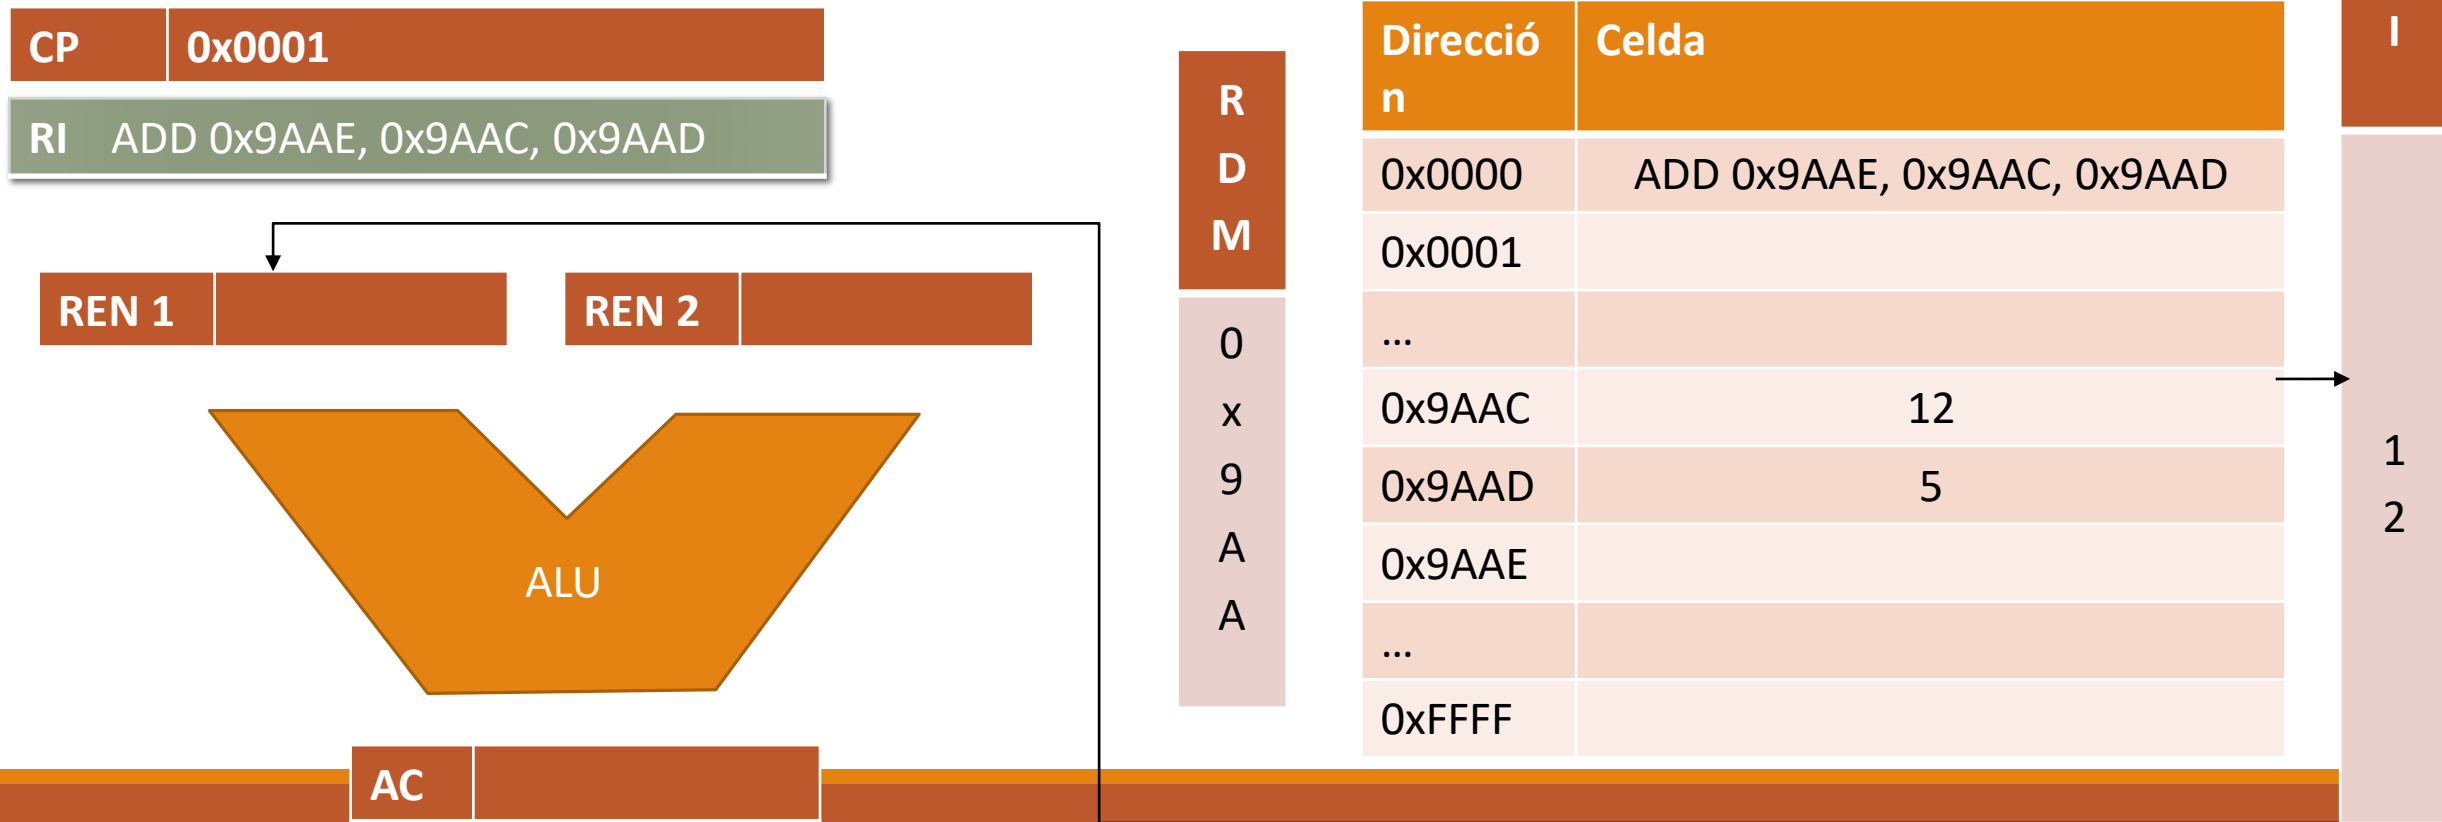 CP 0x0001
RI ADD 0x9AAE, 0x9AAC, 0x9AAD
REN 1
REN 2
ALU
AC
R
D
M
0
x
9
A
A
Direcció
n
Celda
0x0000 ADD 0x9AAE, 0x9AAC, 0x9AAD
0x0001
...
0x9AAC 12
0x9AAD 5
0x9AAE
...
0xFFFF
I
1
2